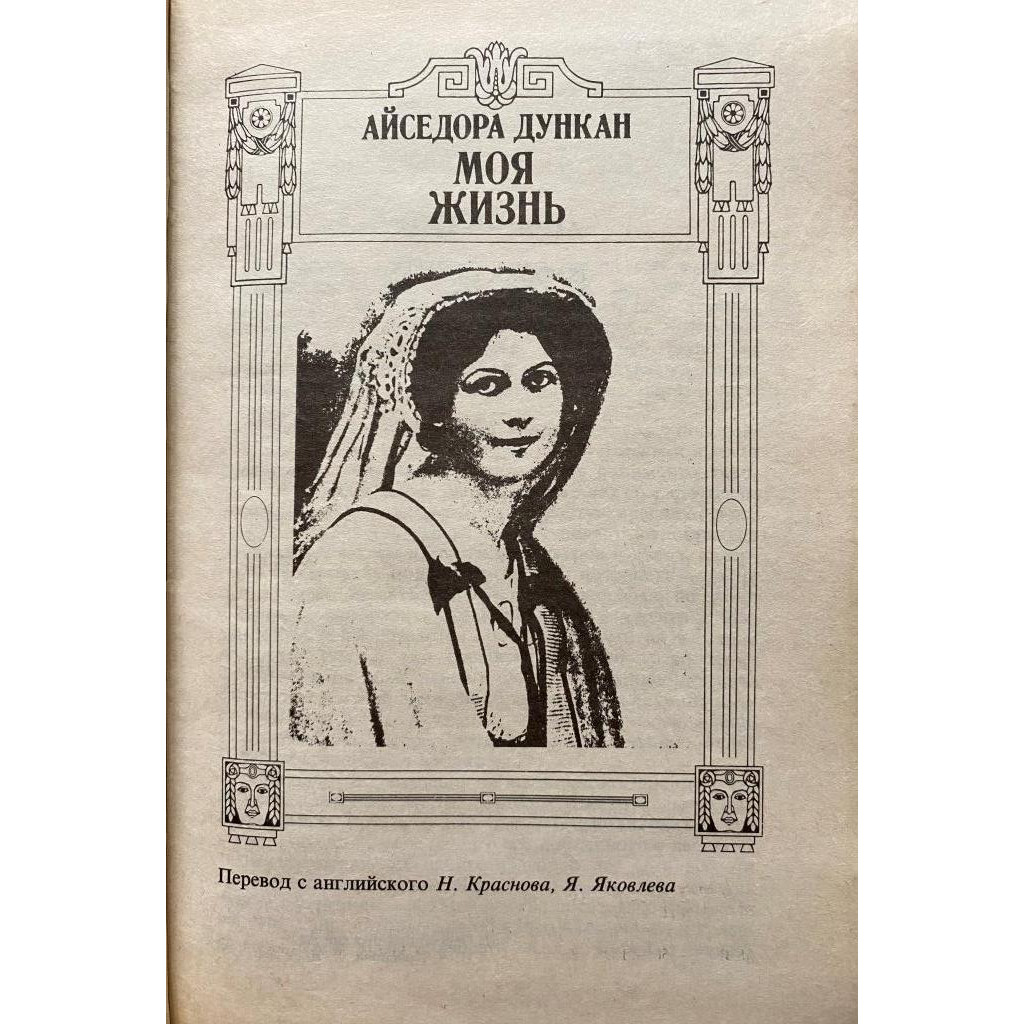 АЙСЕДОРА ДУНКАН
МОЯ
ЖИЗНЬ
Перевод с английского Н. Краснова, Я. Яковлева